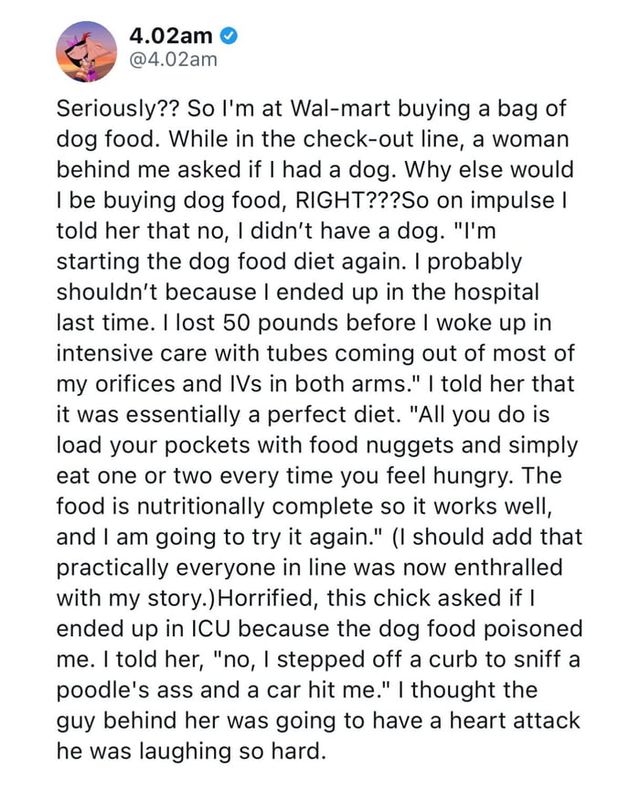 4.02am
@4.02am
Seriously?? So I'm at Wal-mart buying a bag of
dog food. While in the check-out line, a woman
behind me asked if I had a dog. Why else would
I be buying dog food, RIGHT???So on impulse I
told her that no, I didn’t have a dog. "I'm
starting the dog food diet again. I probably
shouldn’t because I ended up in the hospital
last time. I lost 50 pounds before I woke up in
intensive care with tubes coming out of most of
my orifices and IVs in both arms." I told her that
it was essentially a perfect diet. "All you do is
load your pockets with food nuggets and simply
eat one or two every time you feel hungry. The
food is nutritionally complete so it works well,
and I am going to try it again." (I should add that
practically everyone in line was now enthralled
with my story.)Horrified, this chick asked if I
ended up in ICU because the dog food poisoned
me. I told her, "no, I stepped off a curb to sniff a
poodle's ass and a car hit me." I thought the
guy behind her was going to have a heart attack
he was laughing so hard.